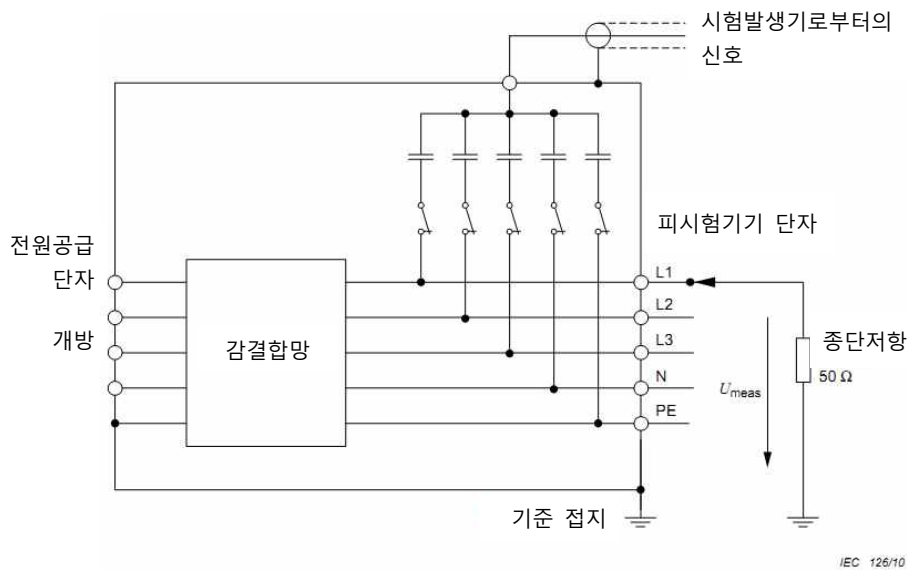 시험발생기로부터의
신호
피시험기기 단자
전원공급
단자
개방
감결합망
L1
L2
L3
N
PE
U meas
종단저항
50 Ω
기준 접지
IEC 126/10